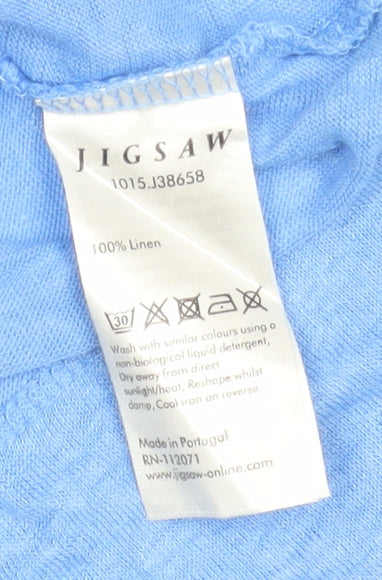 JIGSAW
1015.J38658
100% Linen
30
Wash with similar colours using a
non-biological liquid detergent,
Dry away from direct
sunlight/heat, Reshape whilst
damp, Cool iron on reverse.
Made in Portugal
RN-112071
www.jigsaw-online.com